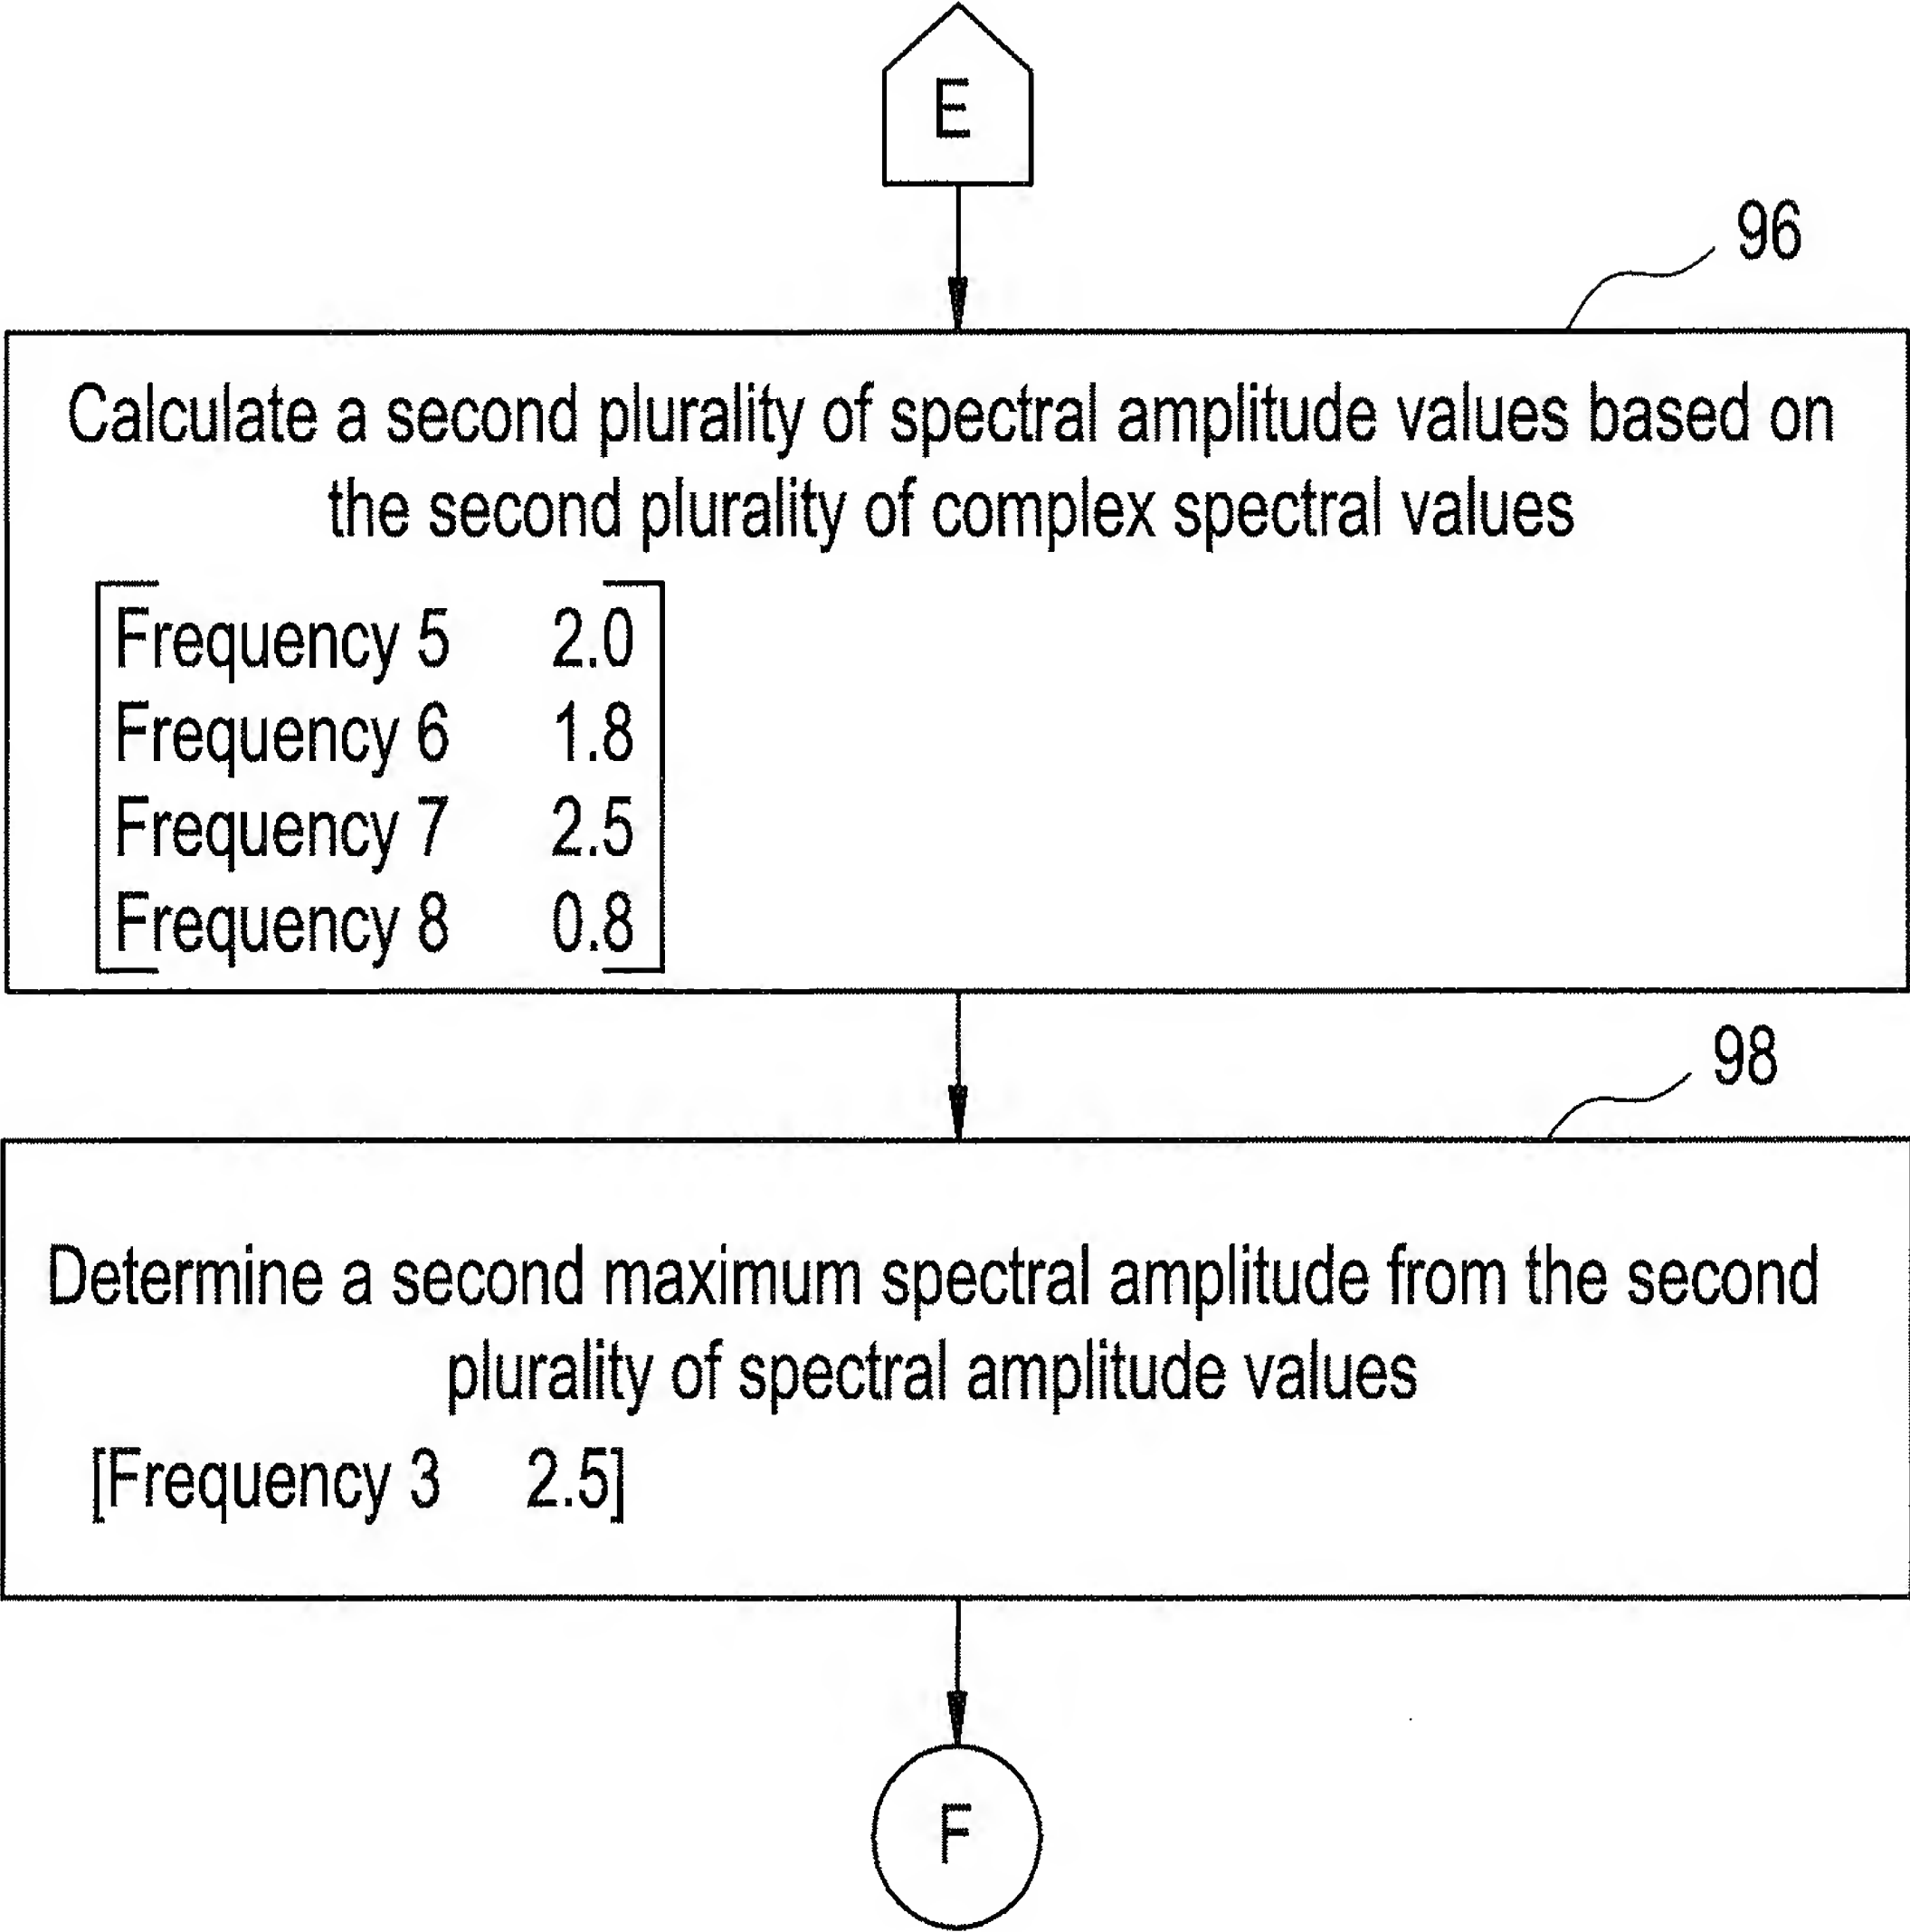 E
96
Calculate a second plurality of spectral amplitude values based on
the second plurality of complex spectral values
Frequency 5 2.0
Frequency 6 1.8
Frequency 7 2.5
Frequency 8 0.8
98
Determine a second maximum spectral amplitude from the second
plurality of spectral amplitude values
[Frequency 3 2.5]
F